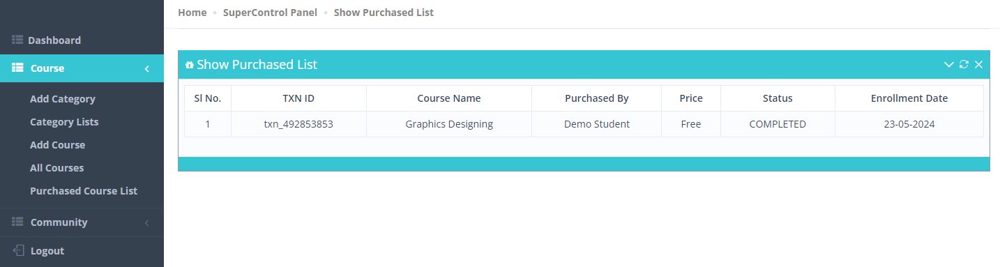 Home SuperControl Panel Show Purchased List
Dashboard
Course
Add Category
Category Lists
Add Course
All Courses
Purchased Course List
Community
Logout
Show Purchased List
Sl No. TXN ID Course Name Purchased By Price Status Enrollment Date
1 txn_492853853 Graphics Designing Demo Student Free COMPLETED 23-05-2024